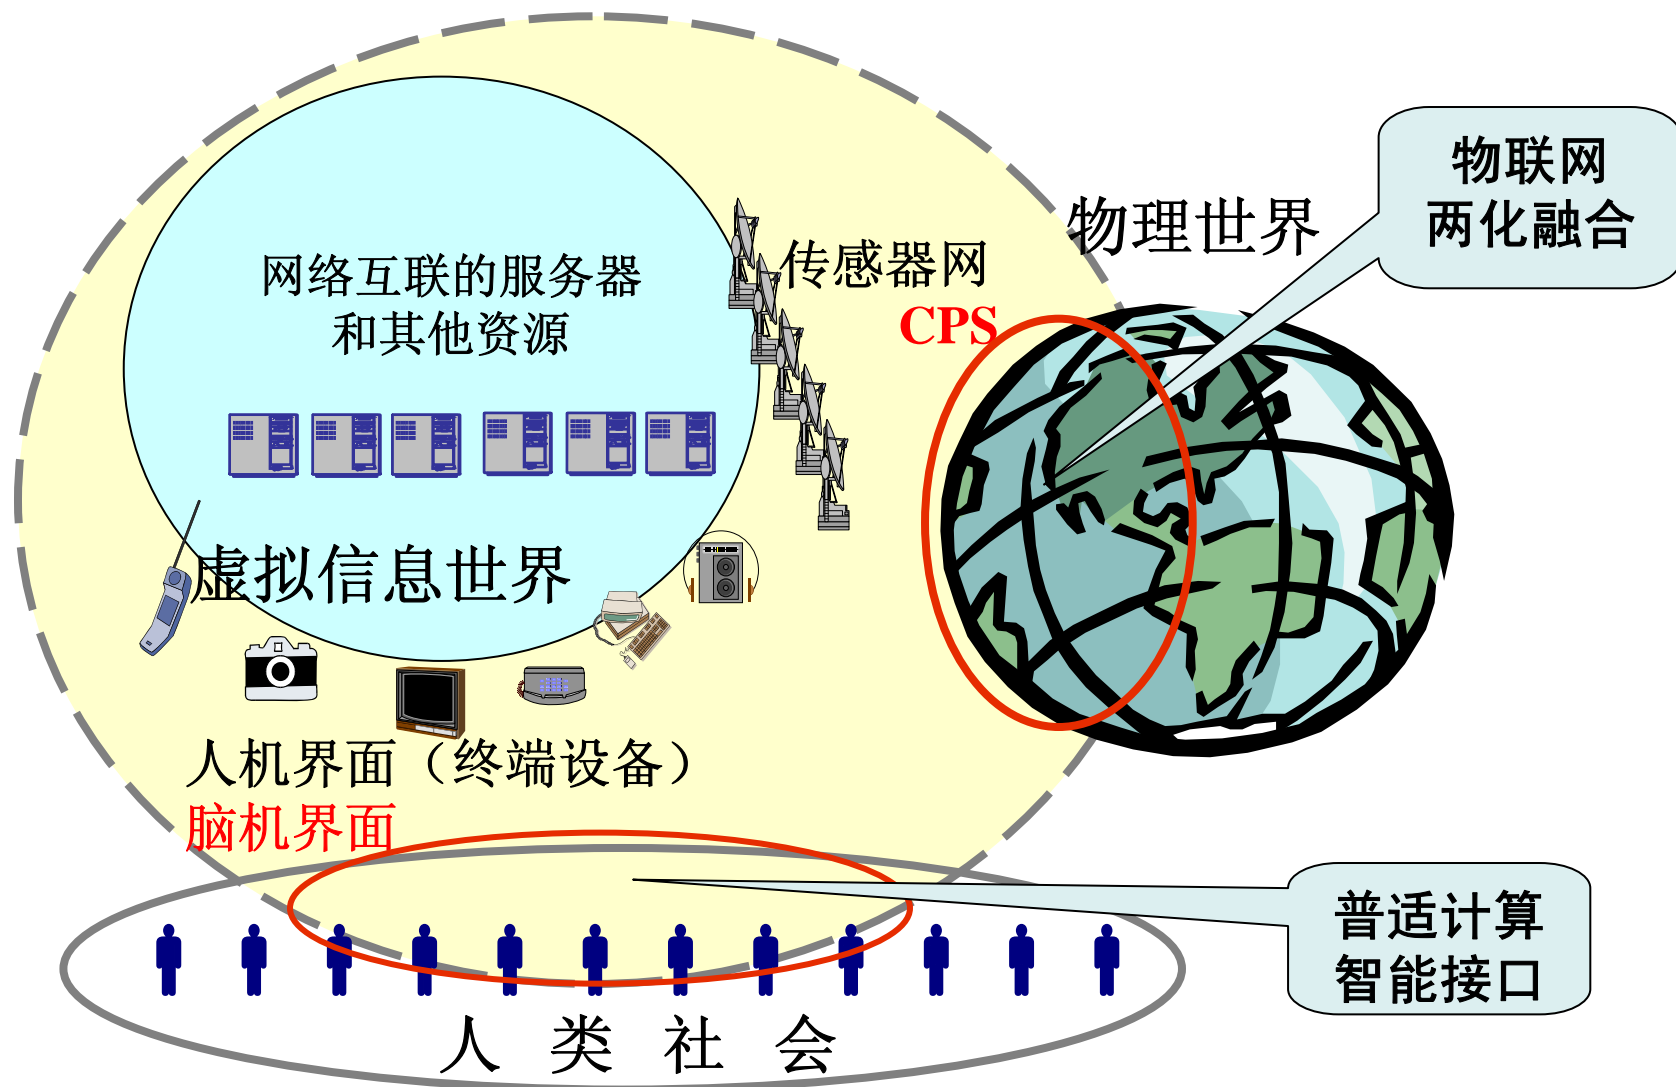 物联网
两化融合
物理世界
传感器网
CPS
网络互联的服务器
和其他资源
虚拟信息世界
人机界面（终端设备）
脑机界面
普适计算
智能接口
人 类 社 会